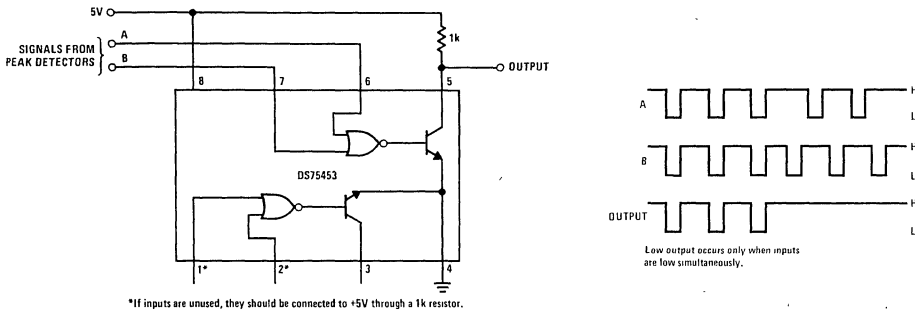 5V
A
SIGNALS FROM
PEAK DETECTORS
B
1k
OUTPUT
8 7 6 5
DS75453
1* 2* 3 4
*If inputs are unused, they should be connected to +5V through a 1k resistor.
A H
L
B H
L
OUTPUT H
L
Low output occurs only when inputs
are low simultaneously.